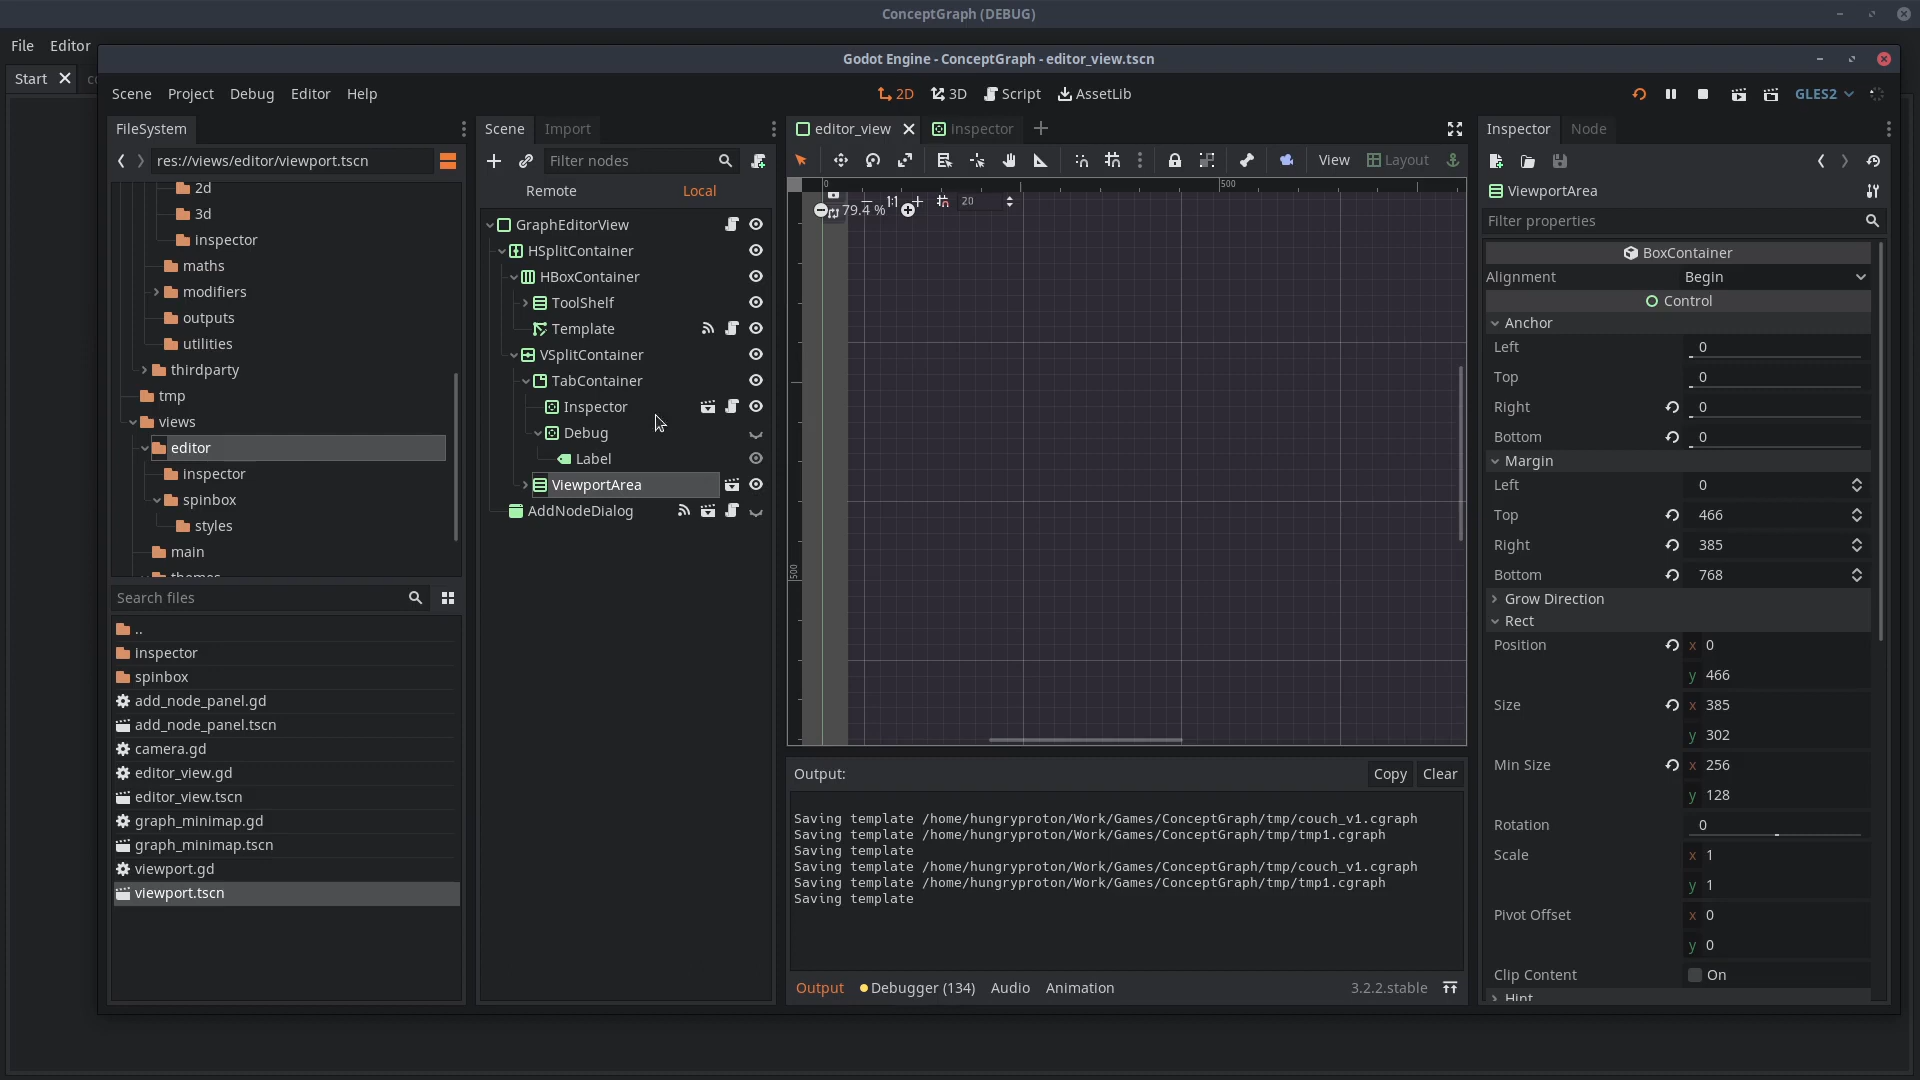 ConceptGraph (DEBUG)
File Editor
Start
Godot Engine - ConceptGraph - editor_view.tscn
Scene Project Debug Editor Help
2D 3D Script AssetLib
GLES2
FileSystem
res://views/editor/viewport.tscn
2d
3d
inspector
maths
modifiers
outputs
utilities
thirdparty
tmp
views
editor
inspector
spinbox
styles
main
themes
Search files
..
inspector
spinbox
add_node_panel.gd
add_node_panel.tscn
camera.gd
editor_view.gd
editor_view.tscn
graph_minimap.gd
graph_minimap.tscn
viewport.gd
viewport.tscn
Scene Import
Filter nodes
Remote Local
GraphEditorView
HSplitContainer
HBoxContainer
ToolShelf
Template
VSplitContainer
TabContainer
Inspector
Debug
Label
ViewportArea
AddNodeDialog
editor_view Inspector
View Layout
0 500
79.4 % 1:1 20
500
Output: Copy Clear
Saving template /home/hungryproton/Work/Games/ConceptGraph/tmp/couch_v1.cgraph
Saving template /home/hungryproton/Work/Games/ConceptGraph/tmp/tmp1.cgraph
Saving template
Saving template /home/hungryproton/Work/Games/ConceptGraph/tmp/couch_v1.cgraph
Saving template /home/hungryproton/Work/Games/ConceptGraph/tmp/tmp1.cgraph
Saving template
Output Debugger (134) Audio Animation 3.2.2.stable
Inspector Node
ViewportArea
Filter properties
BoxContainer
Alignment Begin
Control
Anchor
Left 0
Top 0
Right 0
Bottom 0
Margin
Left 0
Top 466
Right 385
Bottom 768
Grow Direction
Rect
Position x 0
y 466
Size x 385
y 302
Min Size x 256
y 128
Rotation 0
Scale x 1
y 1
Pivot Offset x 0
y 0
Clip Content On
Hint